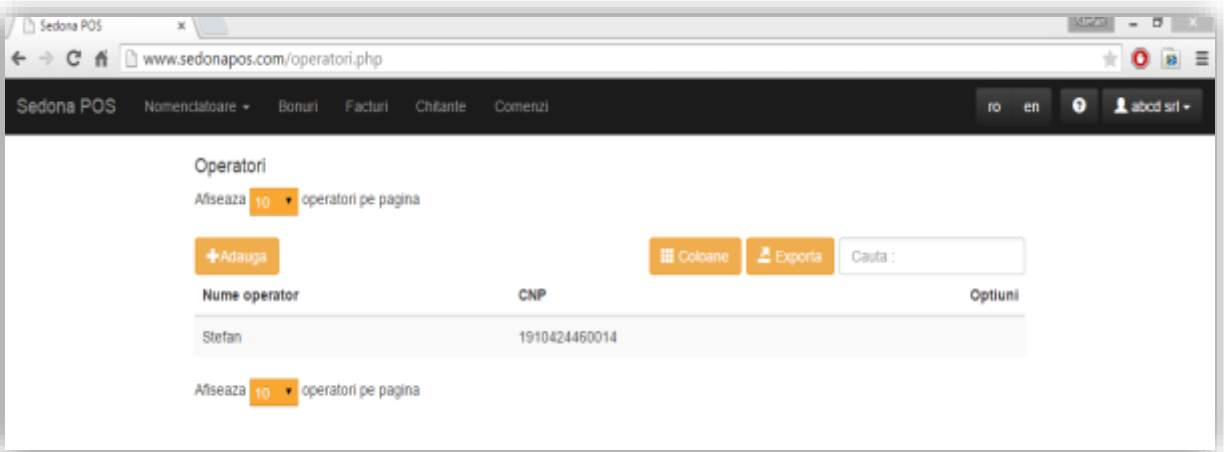 Sedona POS
www.sedonapos.com/operatori.php
Sedona POS Nomenclatoare Bonuri Facturi Chitante Comenzi ro en ? abcd srl
Operatori
Afiseaza 10 operatori pe pagina
+Adauga Coloane Exporta Cauta :
Nume operator CNP Optiuni
Stefan 1910424460014
Afiseaza 10 operatori pe pagina